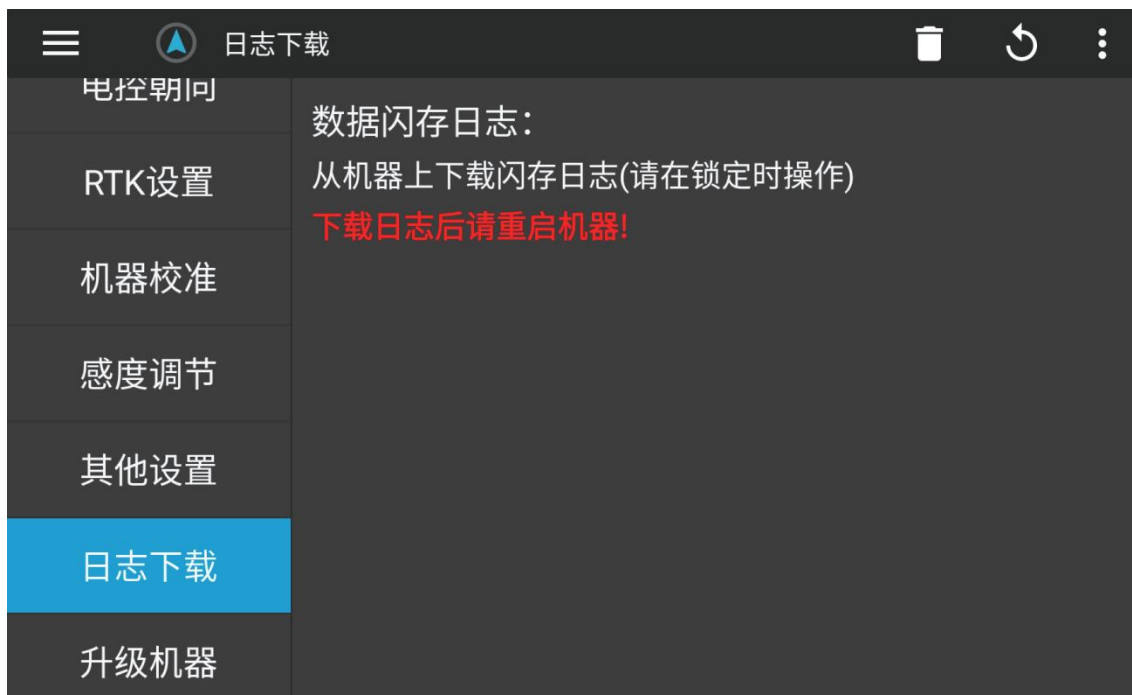 日志下载
电控朝向
RTK设置
机器校准
感度调节
其他设置
日志下载
升级机器
数据闪存日志：
从机器上下载闪存日志(请在锁定时操作)
下载日志后请重启机器!